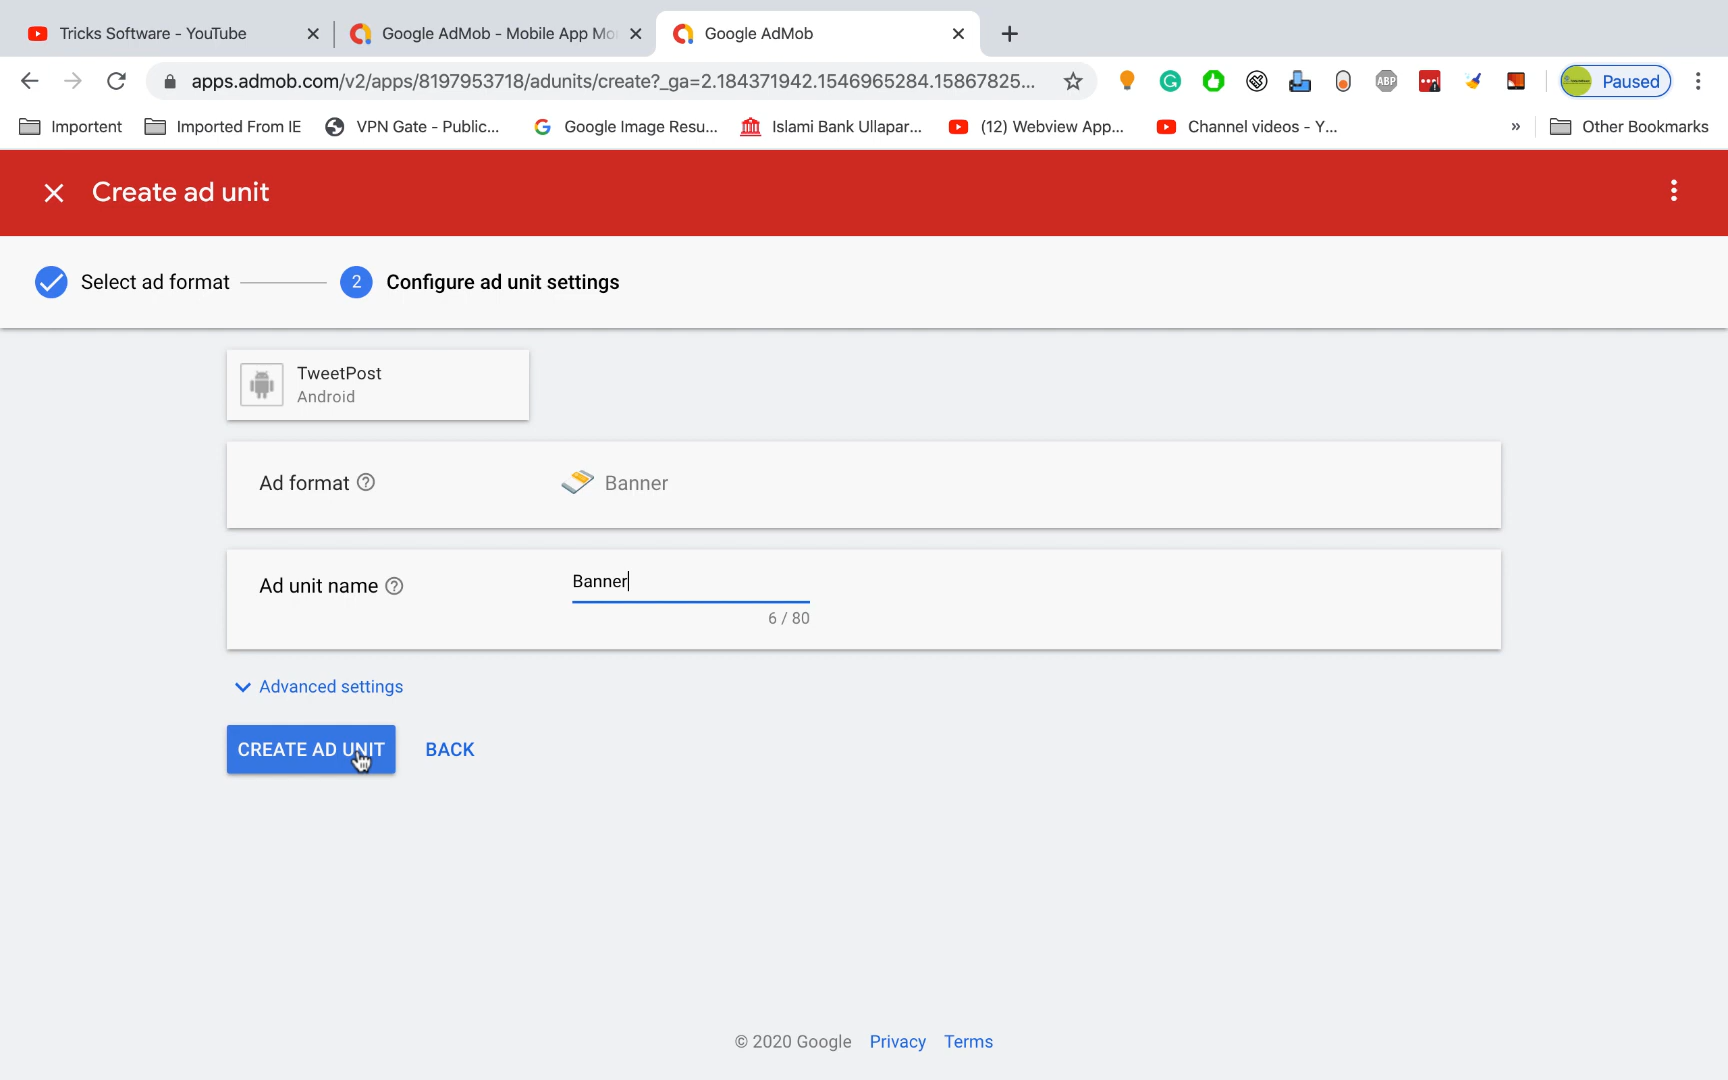 Tricks Software - YouTube
Google AdMob - Mobile App Mo
Google AdMob
apps.admob.com/v2/apps/8197953718/adunits/create?_ga=2.184371942.1546965284.15867825...
ABP
Paused
Importent
Imported From IE
VPN Gate - Public...
Google Image Resu...
Islami Bank Ullapar...
(12) Webview App...
Channel videos - Y...
»
Other Bookmarks
Create ad unit
Select ad format
2 Configure ad unit settings
TweetPost
Android
Ad format
Banner
Ad unit name
Banner
6 / 80
Advanced settings
CREATE AD UNIT
BACK
© 2020 Google Privacy Terms